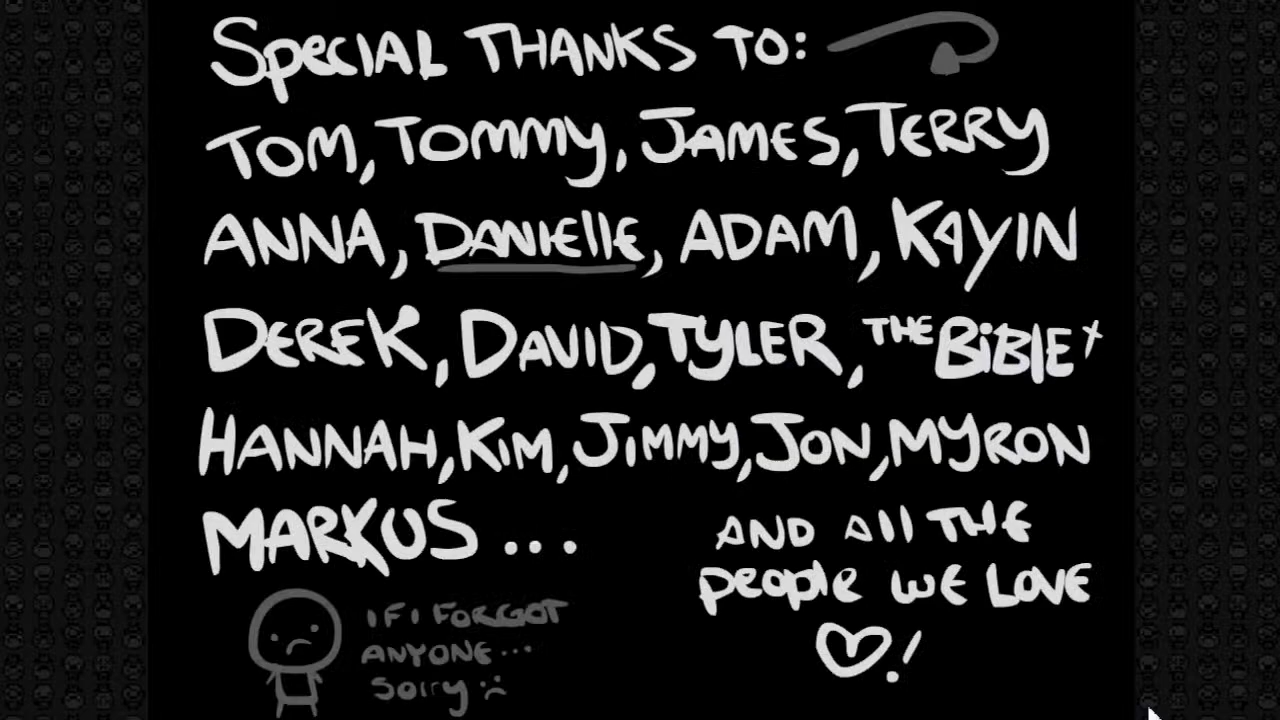 SpeciAL THANKS TO:
TOM, TOMMY, JAMES, TERRY
ANNA, DANiElle, ADAM, KAYIN
DEREK, DAVID, TYLER, THE BiBLE
HANNAH, KiM, JiMMY, JON, MYRON
MARKUS...
AND All THE
people WE LOVE
♡!
IF I FORGOT
ANYONE...
Sorry :(